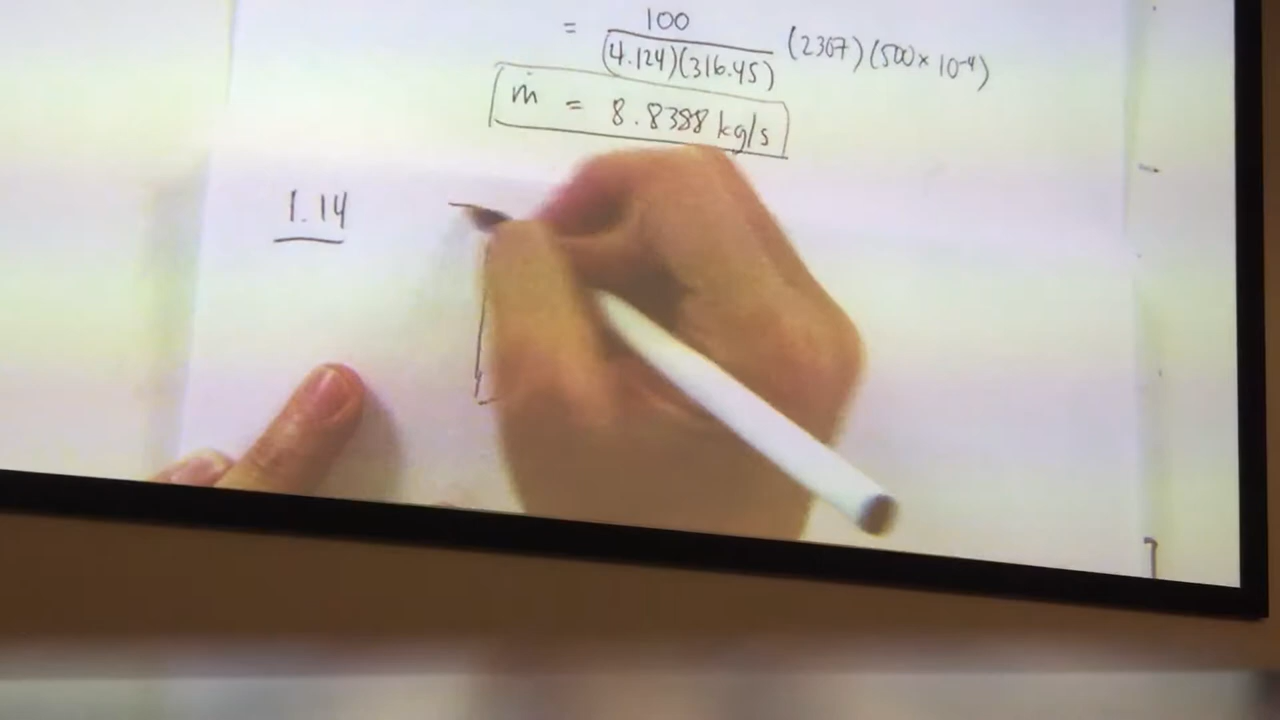 = 100 / (4.124)(316.45) (2307)(500×10⁻⁴)
ṁ = 8.8388 kg/s
1.14